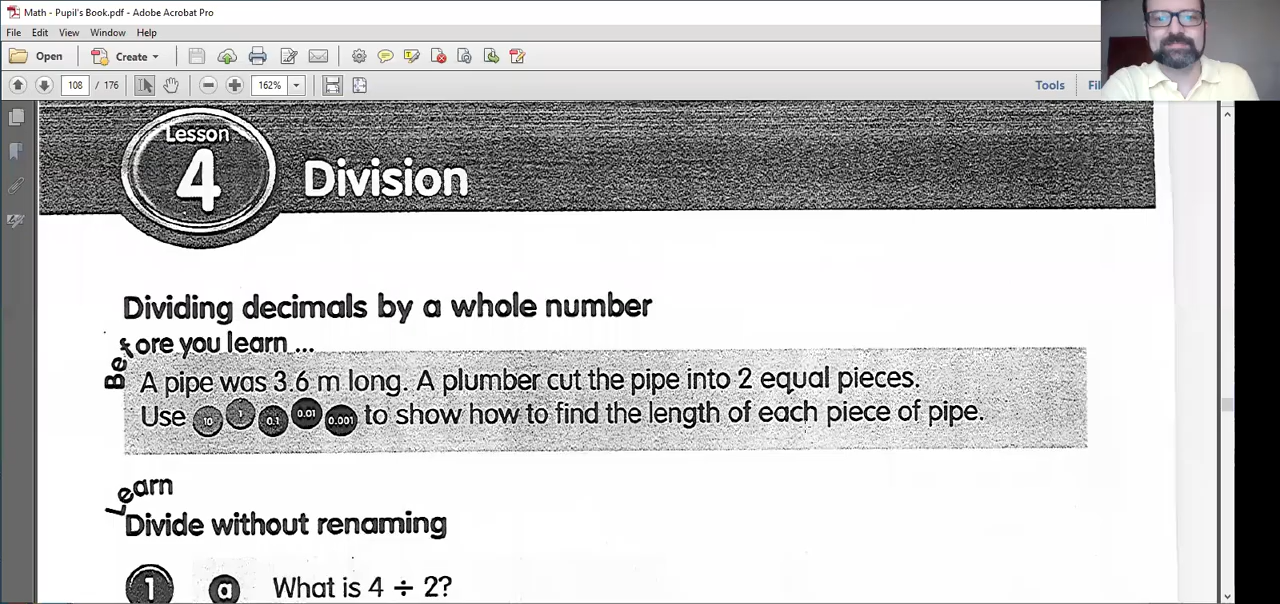 Math - Pupil's Book.pdf - Adobe Acrobat Pro
File Edit View Window Help
Open Create
108 / 176 162% Tools
Lesson
4 Division
Dividing decimals by a whole number
Before you learn ...
A pipe was 3.6 m long. A plumber cut the pipe into 2 equal pieces.
Use 10 1 0.1 0.01 0.001 to show how to find the length of each piece of pipe.
Learn
Divide without renaming
1 a What is 4 ÷ 2?